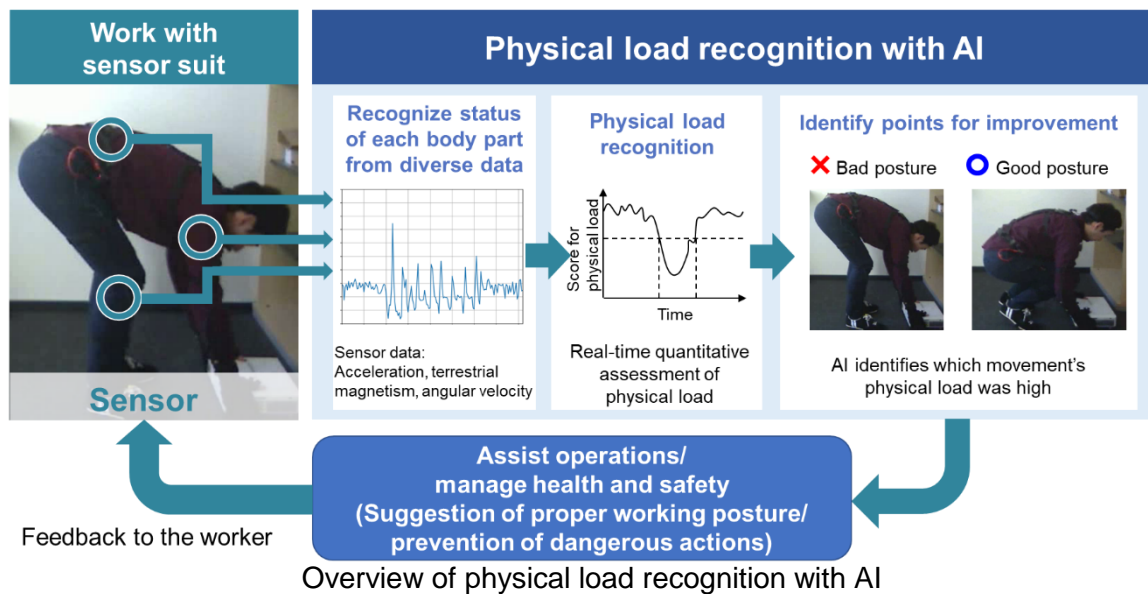 Work with
sensor suit
Sensor
Physical load recognition with AI
Recognize status
of each body part
from diverse data
Sensor data:
Acceleration, terrestrial
magnetism, angular velocity
Physical load
recognition
Score for
physical load
Time
Real-time quantitative
assessment of
physical load
Identify points for improvement
Bad posture
Good posture
AI identifies which movement's
physical load was high
Assist operations/
manage health and safety
(Suggestion of proper working posture/
prevention of dangerous actions)
Feedback to the worker
Overview of physical load recognition with AI